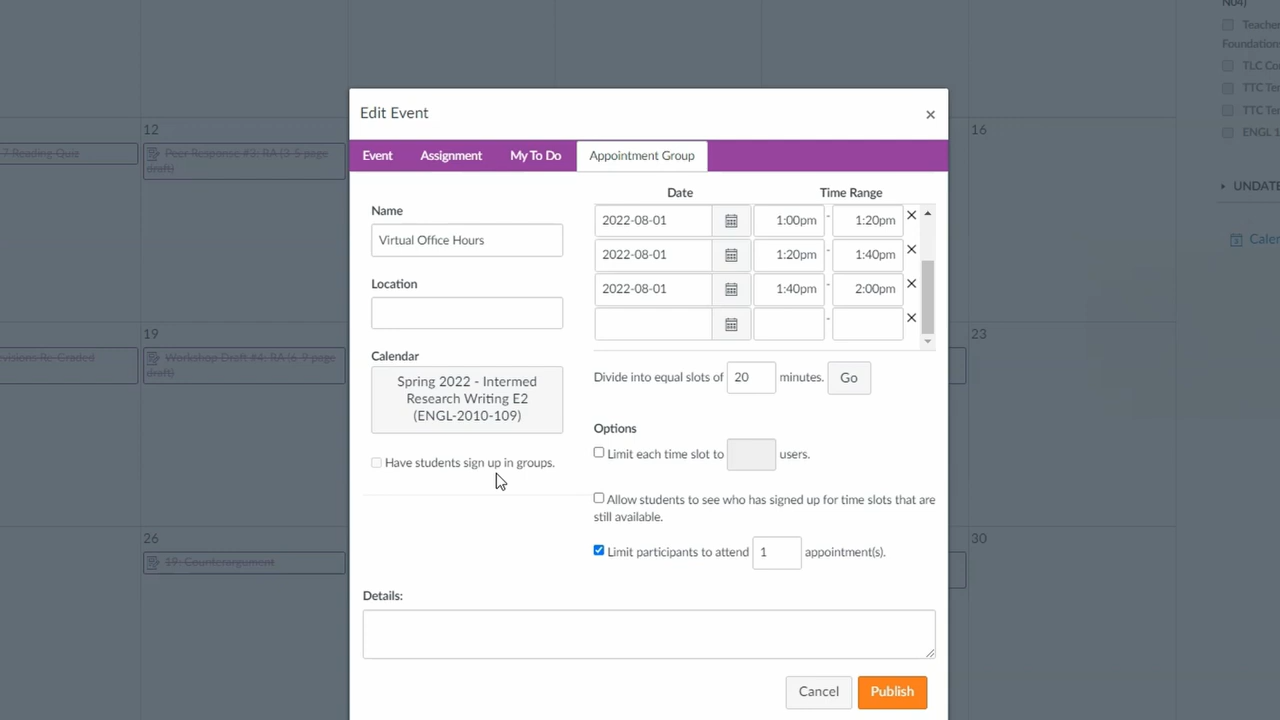 N04)
Teacher
Foundations
TLC Co
TTC Te
TTC Te
ENGL 1
UNDATE
Calen
12
7 Reading Quiz
Peer Response #3: RA (3-5 page
draft)
16
19
evisions Re-Graded
Workshop Draft #4: RA (6-9 page
draft)
23
26
19: Counterargument
30
Edit Event
×
Event
Assignment
My To Do
Appointment Group
Name
Virtual Office Hours
Location
Calendar
Spring 2022 - Intermed
Research Writing E2
(ENGL-2010-109)
Have students sign up in groups.
Date Time Range
2022-08-01 1:00pm - 1:20pm
2022-08-01 1:20pm - 1:40pm
2022-08-01 1:40pm - 2:00pm
-
Divide into equal slots of 20 minutes. Go
Options
Limit each time slot to users.
Allow students to see who has signed up for time slots that are
still available.
Limit participants to attend 1 appointment(s).
Details:
Cancel
Publish